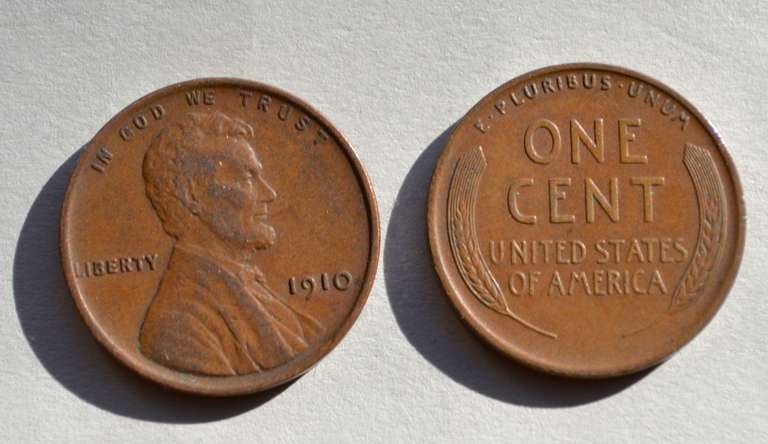 IN GOD WE TRUST
LIBERTY
1910
E·PLURIBUS·UNUM
ONE
CENT
UNITED STATES
OF AMERICA